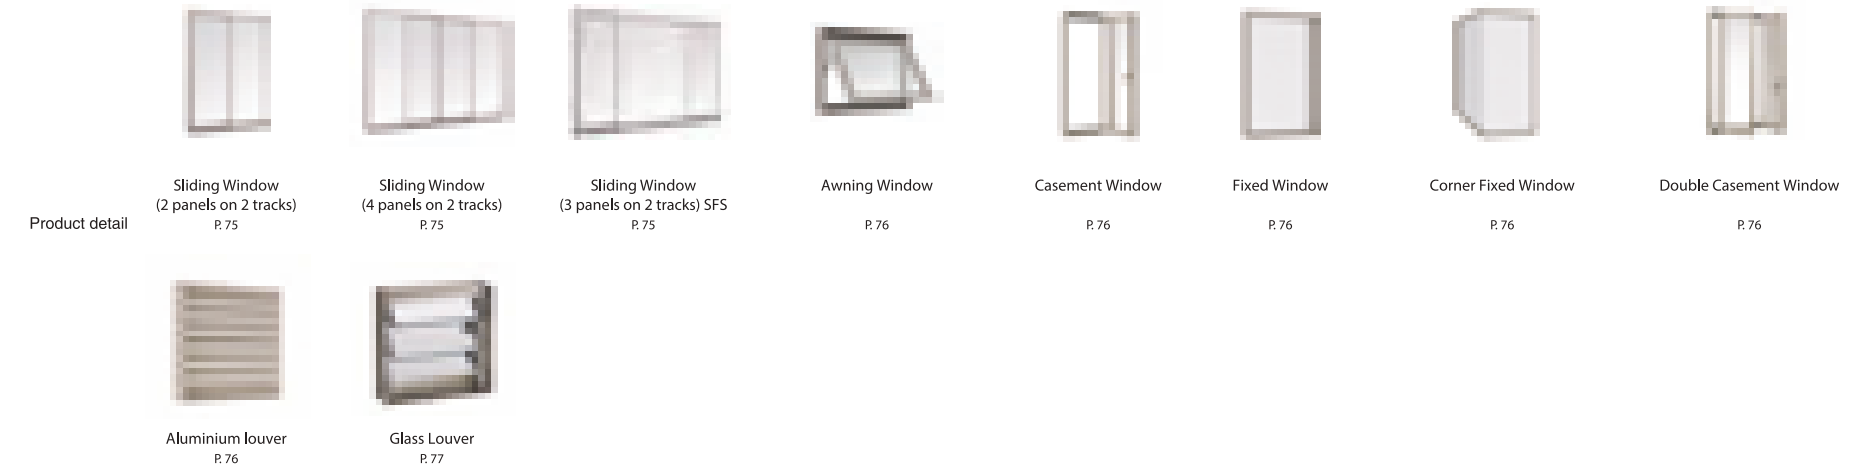 Sliding Window
(2 panels on 2 tracks)
P. 75
Sliding Window
(4 panels on 2 tracks)
P. 75
Sliding Window
(3 panels on 2 tracks) SFS
P. 75
Awning Window
P. 76
Casement Window
P. 76
Fixed Window
P. 76
Corner Fixed Window
P. 76
Double Casement Window
P. 76
Product detail
Aluminium louver
P. 76
Glass Louver
P. 77